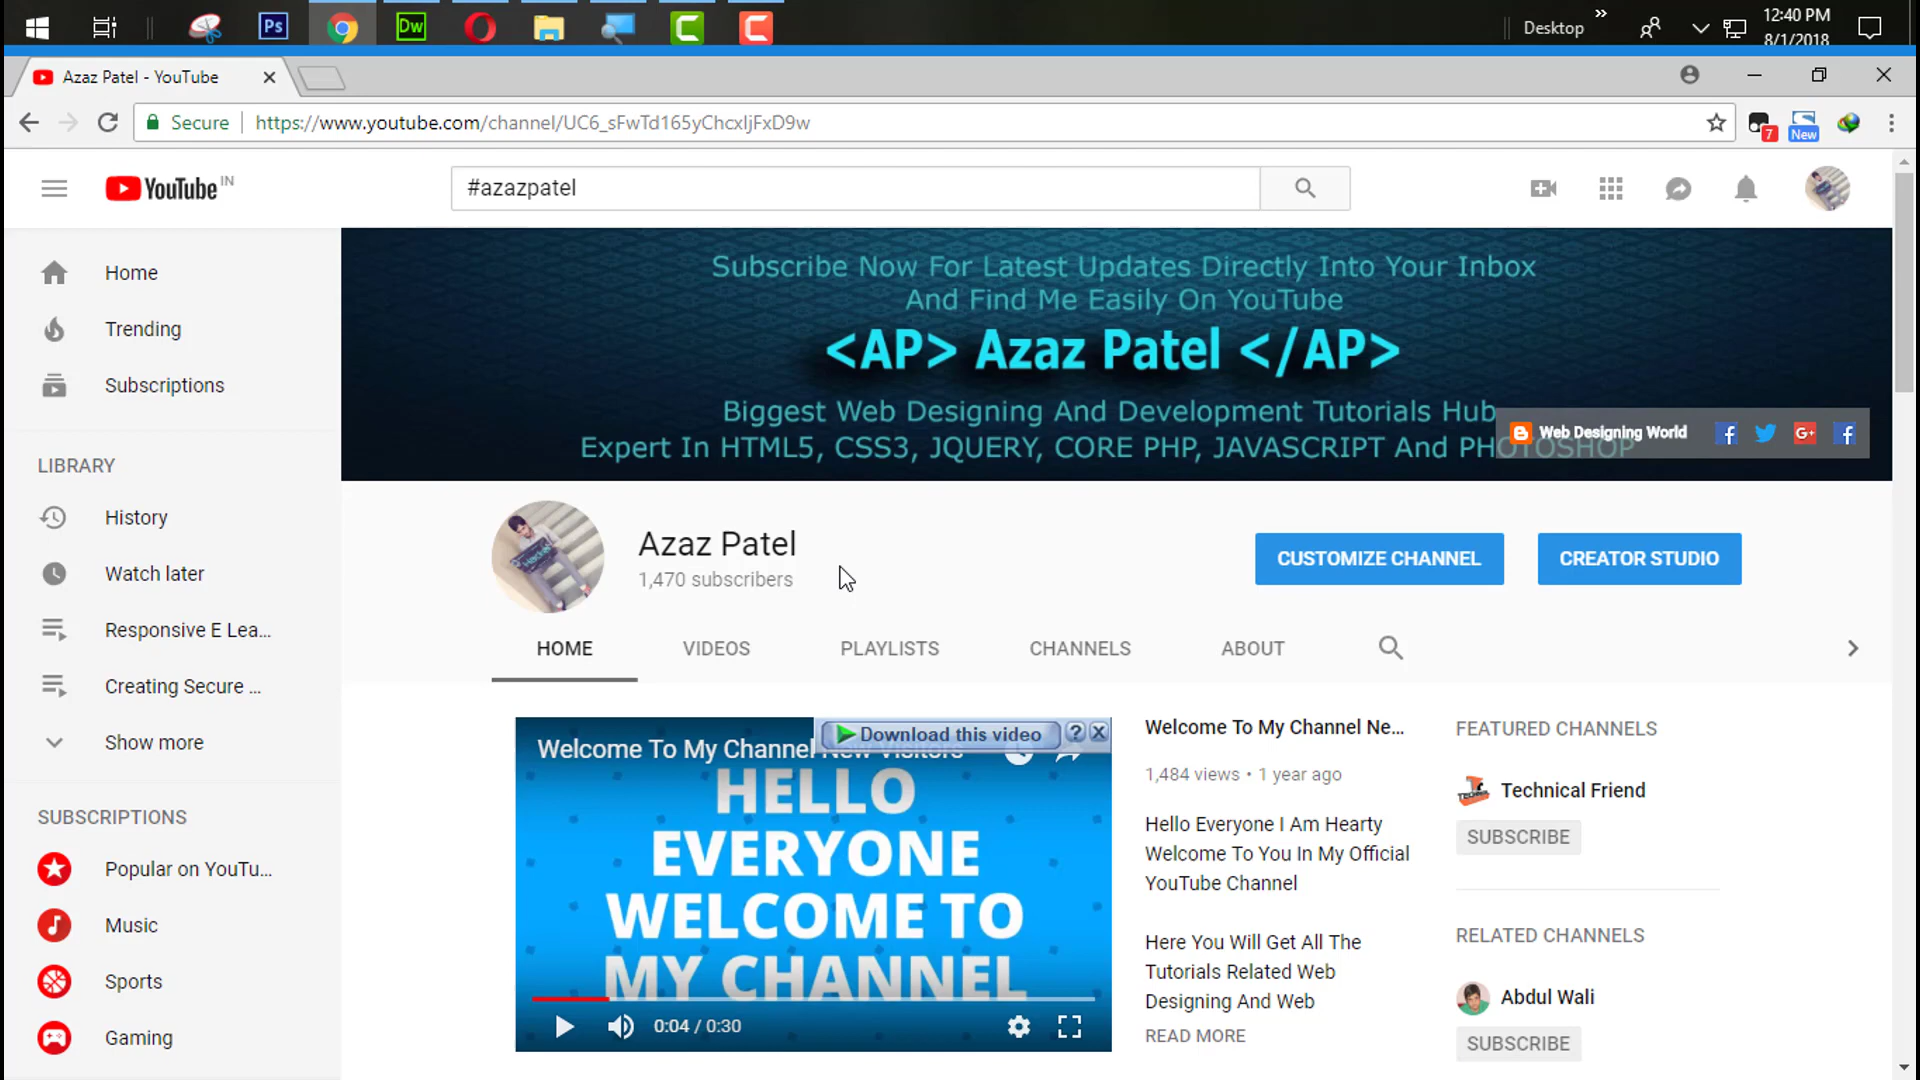 Ps
Dw
Desktop
»
12:40 PM
8/1/2018
Azaz Patel - YouTube
Secure
https://www.youtube.com/channel/UC6_sFwTd165yChcxIjFxD9w
7
New
YouTube IN
#azazpatel
Home
Trending
Subscriptions
LIBRARY
History
Watch later
Responsive E Lea...
Creating Secure ...
Show more
SUBSCRIPTIONS
Popular on YouTu...
Music
Sports
Gaming
Subscribe Now For Latest Updates Directly Into Your Inbox
And Find Me Easily On YouTube
<AP> Azaz Patel </AP>
Biggest Web Designing And Development Tutorials Hub
Expert In HTML5, CSS3, JQUERY, CORE PHP, JAVASCRIPT And PHOTOSHOP
Web Designing World
Azaz Patel
1,470 subscribers
CUSTOMIZE CHANNEL
CREATOR STUDIO
HOME
VIDEOS
PLAYLISTS
CHANNELS
ABOUT
Download this video
?
Welcome To My Channel New Visitors
HELLO
EVERYONE
WELCOME TO
MY CHANNEL
0:04 / 0:30
Welcome To My Channel Ne...
1,484 views • 1 year ago
Hello Everyone I Am Hearty
Welcome To You In My Official
YouTube Channel
Here You Will Get All The
Tutorials Related Web
Designing And Web
READ MORE
FEATURED CHANNELS
Technical Friend
SUBSCRIBE
RELATED CHANNELS
Abdul Wali
SUBSCRIBE